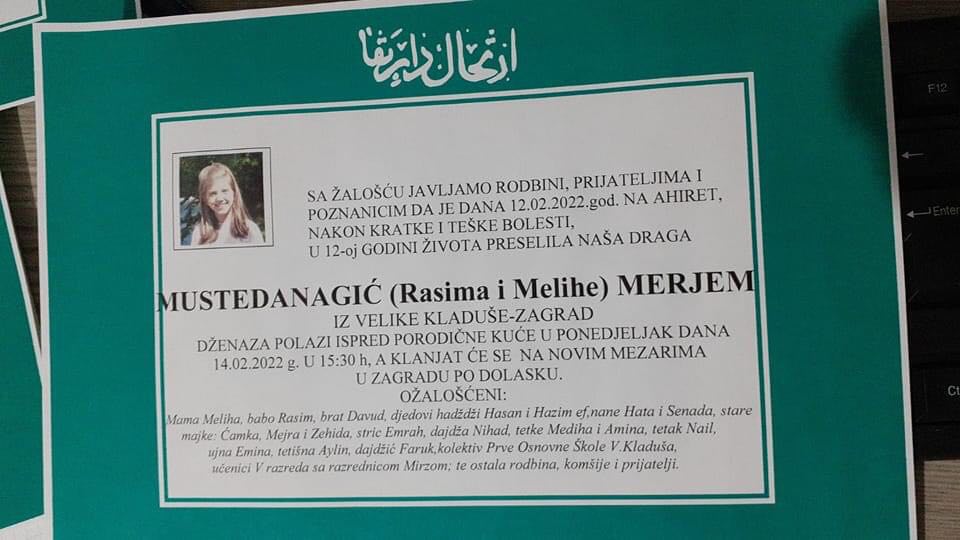 ارتحال دار بقا
SA ŽALOŠĆU JAVLJAMO RODBINI, PRIJATELJIMA I
POZNANICIM DA JE DANA 12.02.2022.god. NA AHIRET,
NAKON KRATKE I TEŠKE BOLESTI,
U 12-oj GODINI ŽIVOTA PRESELILA NAŠA DRAGA
MUSTEDANAGIĆ (Rasima i Melihe) MERJEM
IZ VELIKE KLADUŠE-ZAGRAD
DŽENAZA POLAZI ISPRED PORODIČNE KUĆE U PONEDJELJAK DANA
14.02.2022 g. U 15:30 h, A KLANJAT ĆE SE NA NOVIM MEZARIMA
U ZAGRADU PO DOLASKU.
OŽALOŠĆENI:
Mama Meliha, babo Rasim, brat Davud, djedovi hadždži Hasan i Hazim ef,nane Hata i Senada, stare
majke: Ćamka, Mejra i Zehida, stric Emrah, dajdža Nihad, tetke Mediha i Amina, tetak Nail,
ujna Emina, tetišna Aylin, dajdžić Faruk,kolektiv Prve Osnovne Škole V.Kladuša,
učenici V razreda sa razrednicom Mirzom; te ostala rodbina, komšije i prijatelji.
F12
Enter
Ct